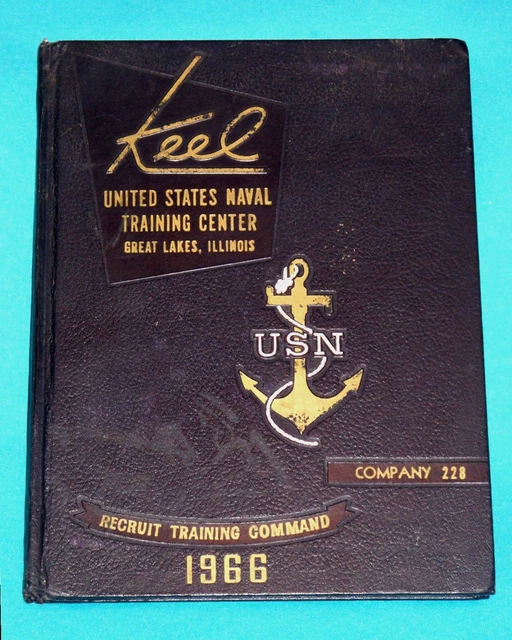 Keel
UNITED STATES NAVAL
TRAINING CENTER
GREAT LAKES, ILLINOIS
USN
COMPANY 228
RECRUIT TRAINING COMMAND
1966